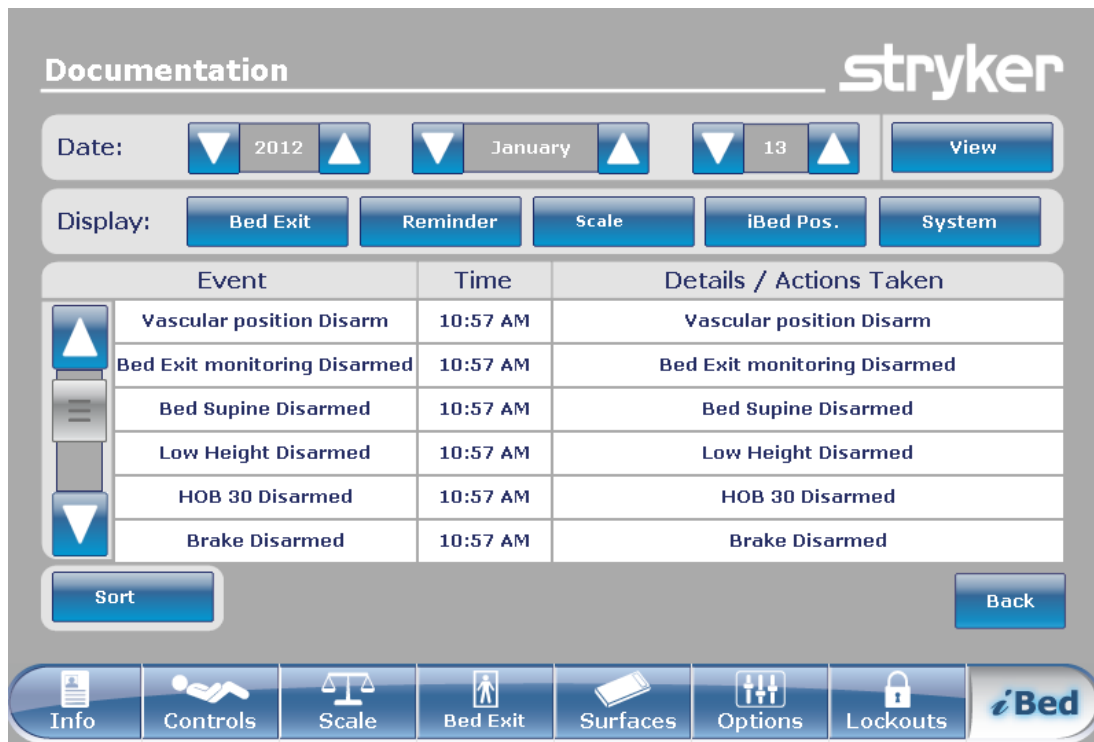 Documentation
stryker
Date: 2012 January 13 View
Display: Bed Exit Reminder Scale iBed Pos. System
Event Time Details / Actions Taken
Vascular position Disarm 10:57 AM Vascular position Disarm
Bed Exit monitoring Disarmed 10:57 AM Bed Exit monitoring Disarmed
Bed Supine Disarmed 10:57 AM Bed Supine Disarmed
Low Height Disarmed 10:57 AM Low Height Disarmed
HOB 30 Disarmed 10:57 AM HOB 30 Disarmed
Brake Disarmed 10:57 AM Brake Disarmed
Sort Back
Info Controls Scale Bed Exit Surfaces Options Lockouts iBed